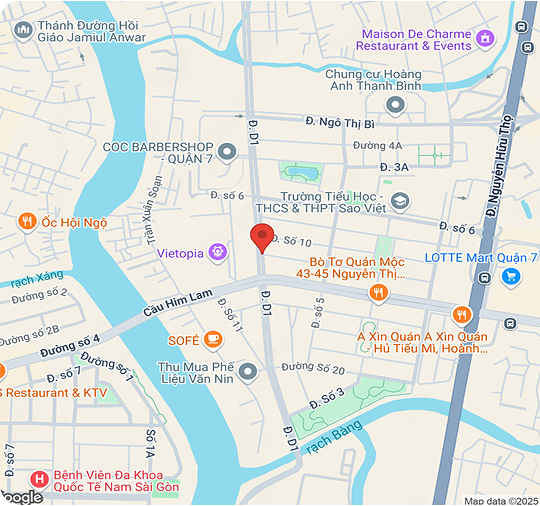 Thánh Đường Hồi
Giáo Jamiul Anwar
Maison De Charme
Restaurant & Events
Chung cư Hoàng
Anh Thanh Bình
Đ. D1
Đ. Ngô Thị Bì
Đường 4A
Đ. Nguyễn Hữu Thọ
COC BARBERSHOP
- QUẬN 7
Đ. 3A
Trần Xuân Soạn
Đ. số 6
Trường Tiểu Học -
THCS & THPT Sao Việt
Ốc Hội Ngộ
Đ. số 6
Đ. Số 10
Vietopia
Bò Tơ Quán Mộc
43-45 Nguyễn Thị...
LOTTE Mart Quận 7
rạch Xáng
Đường số 2
Cầu Him Lam
Đ. D1
Đ. số 5
Đ. Số 11
Đường số 2B
Đường số 4
SOFÉ
A Xìn Quán A Xìn Quán
- Hủ Tiếu Mì, Hoành...
Đ. số 7
Đường số 7
Thu Mua Phế
Liệu Văn Nin
Đường Số 20
S Restaurant & KTV
Đ. Số 3
Đ. D1
rạch Bàng
Đ. số 7
Số 1A
Bệnh Viện Đa Khoa
Quốc Tế Nam Sài Gòn
oogle
Map data ©2025